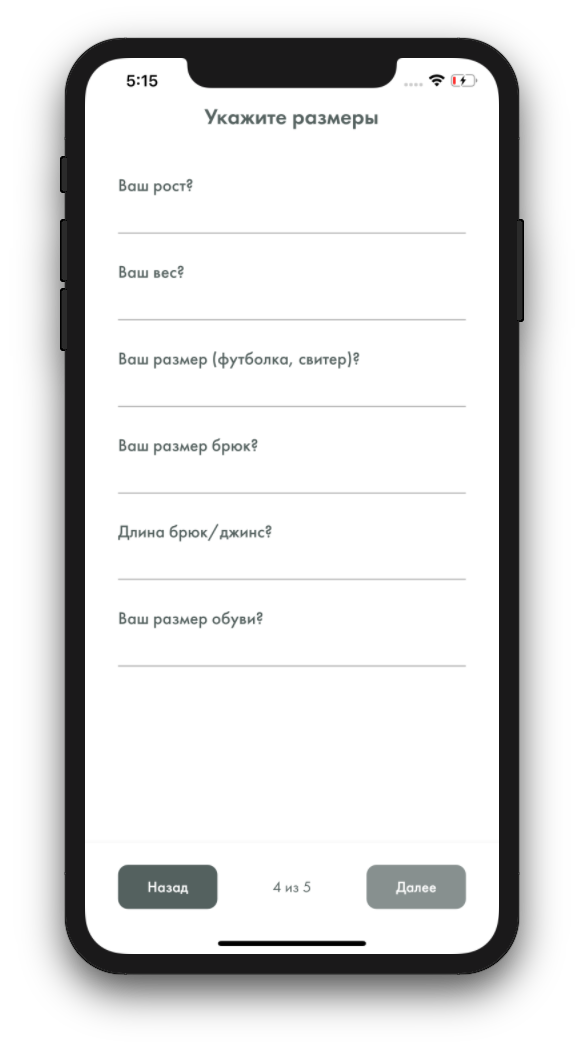 5:15
Укажите размеры
Ваш рост?
Ваш вес?
Ваш размер (футболка, свитер)?
Ваш размер брюк?
Длина брюк/джинс?
Ваш размер обуви?
Назад
4 из 5
Далее